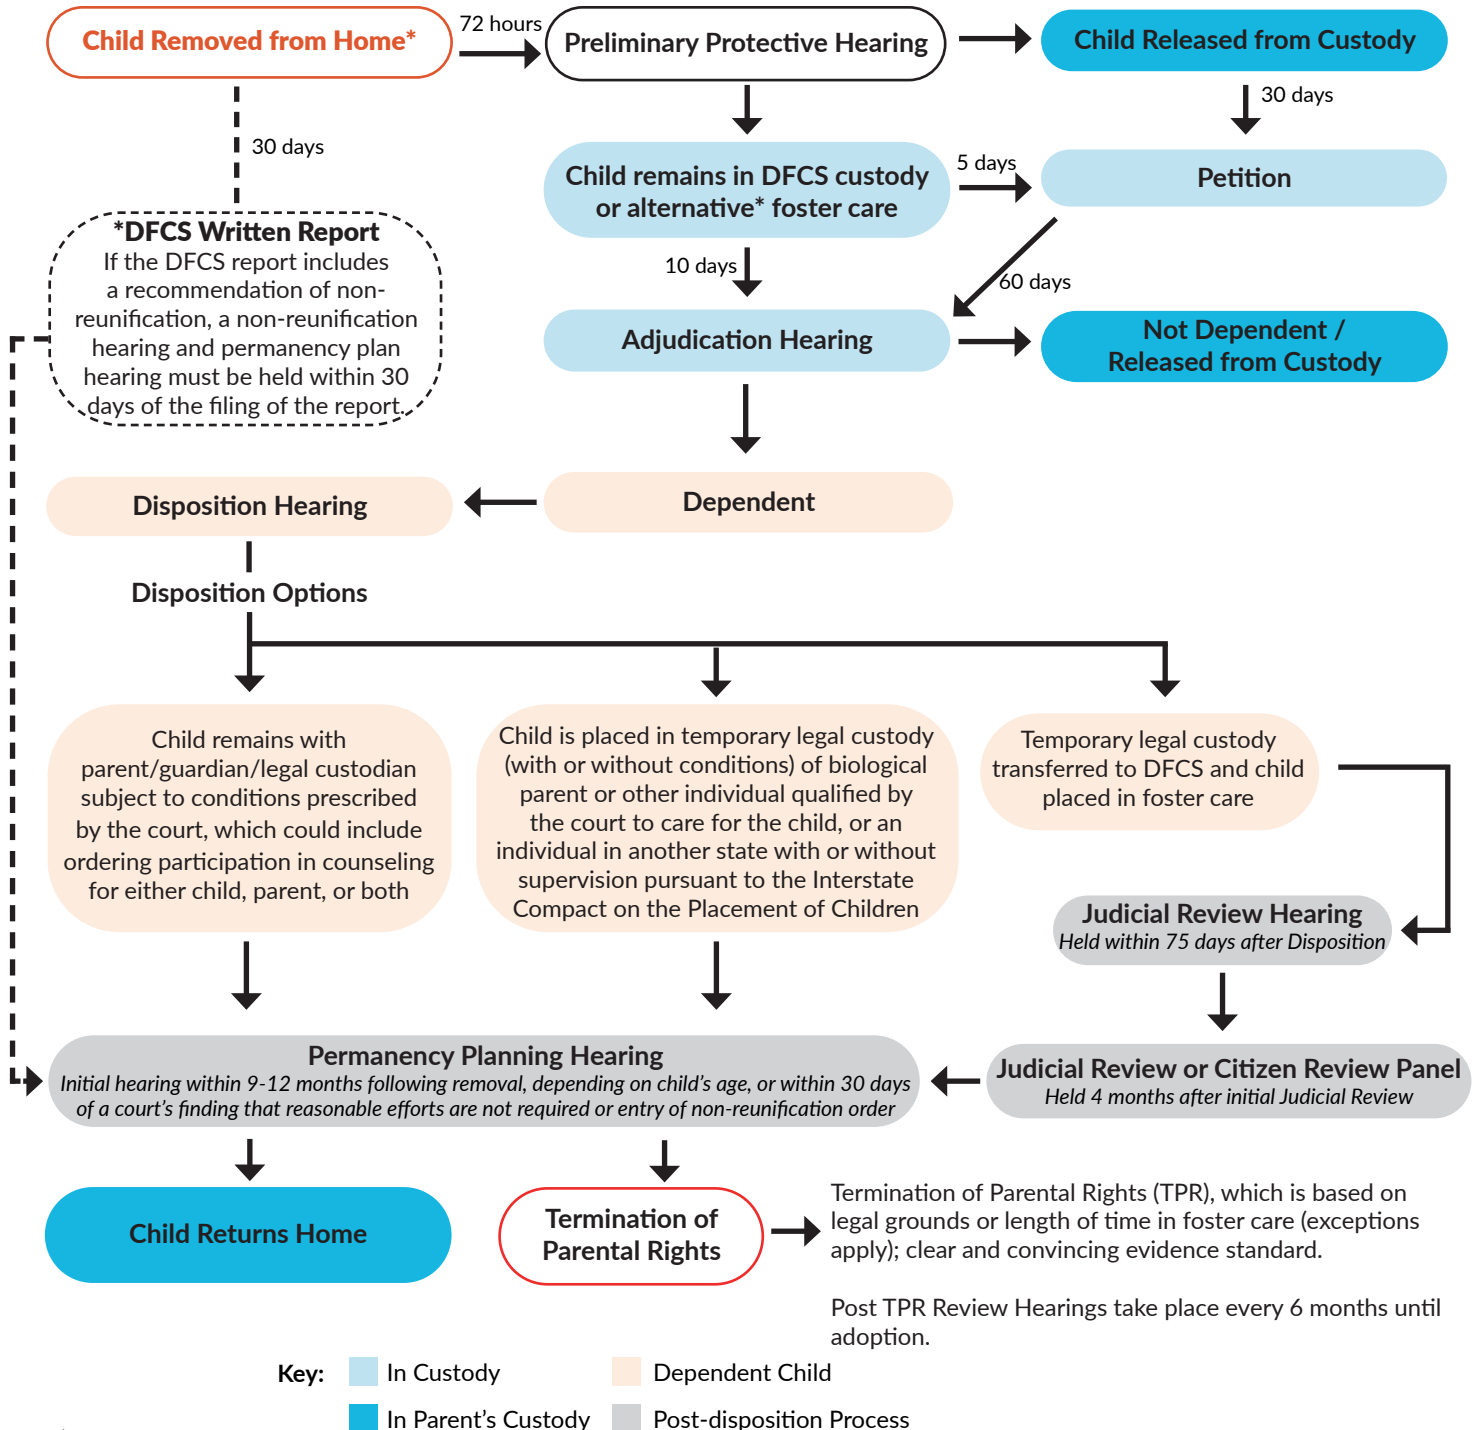 Child Removed from Home*
72 hours
Preliminary Protective Hearing
Child Released from Custody
30 days
30 days
Child remains in DFCS custody
or alternative* foster care
5 days
Petition
*DFCS Written Report
If the DFCS report includes
a recommendation of non-
reunification, a non-reunification
hearing and permanency plan
hearing must be held within 30
days of the filing of the report.
10 days
60 days
Adjudication Hearing
Not Dependent /
Released from Custody
Disposition Hearing
Dependent
Disposition Options
Child remains with
parent/guardian/legal custodian
subject to conditions prescribed
by the court, which could include
ordering participation in counseling
for either child, parent, or both
Child is placed in temporary legal custody
(with or without conditions) of biological
parent or other individual qualified by
the court to care for the child, or an
individual in another state with or without
supervision pursuant to the Interstate
Compact on the Placement of Children
Temporary legal custody
transferred to DFCS and child
placed in foster care
Judicial Review Hearing
Held within 75 days after Disposition
Permanency Planning Hearing
Initial hearing within 9-12 months following removal, depending on child's age, or within 30 days
of a court's finding that reasonable efforts are not required or entry of non-reunification order
Judicial Review or Citizen Review Panel
Held 4 months after initial Judicial Review
Child Returns Home
Termination of
Parental Rights
Termination of Parental Rights (TPR), which is based on
legal grounds or length of time in foster care (exceptions
apply); clear and convincing evidence standard.
Post TPR Review Hearings take place every 6 months until
adoption.
Key:
In Custody
Dependent Child
In Parent's Custody
Post-disposition Process